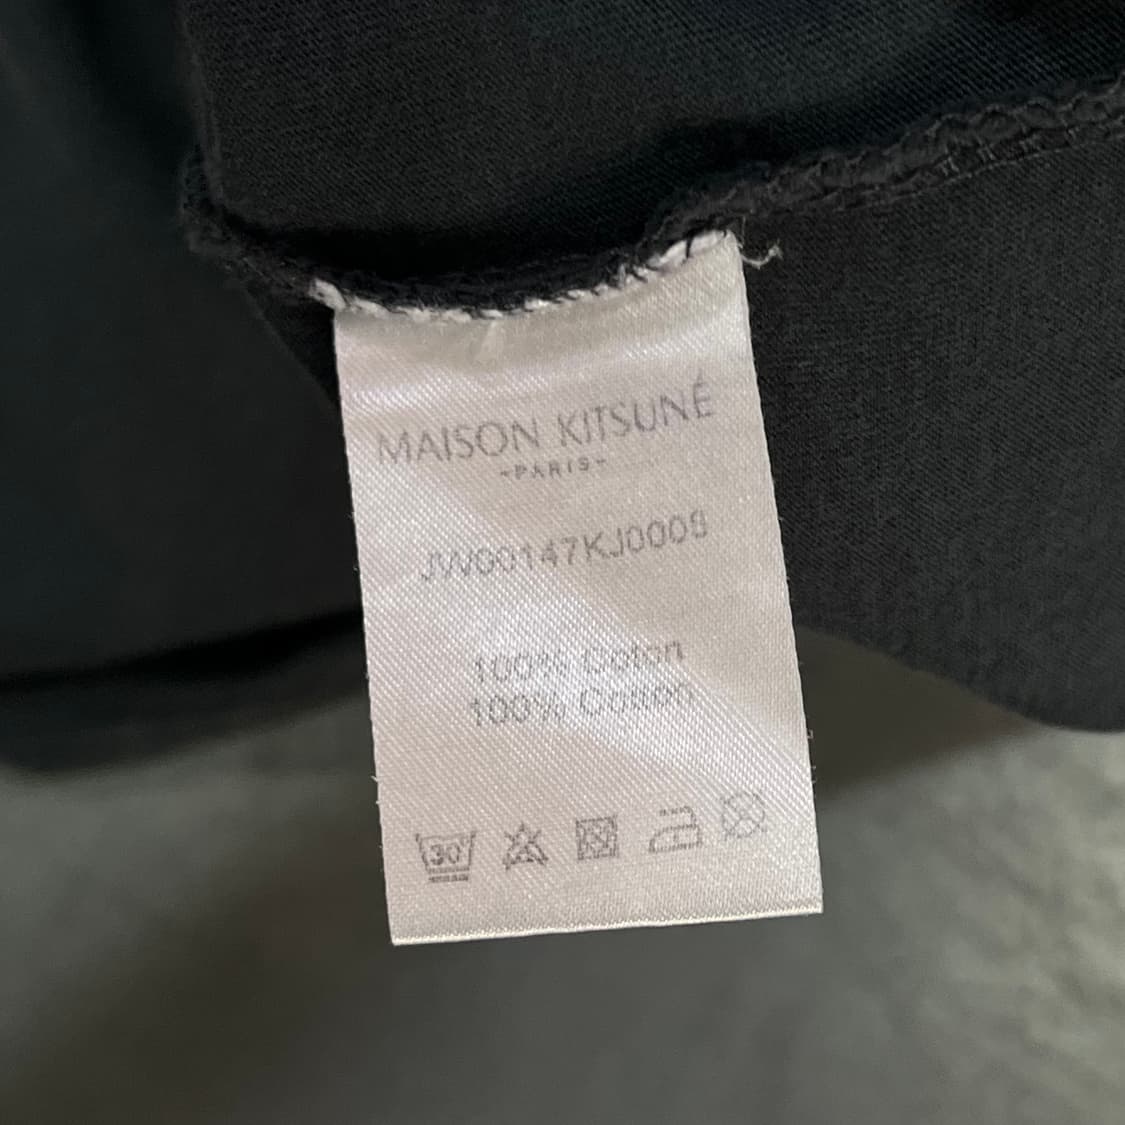 MAISON KITSUNÉ
-PARIS-
JW00147KJ0008
100% Coton
100% Cotton
30°